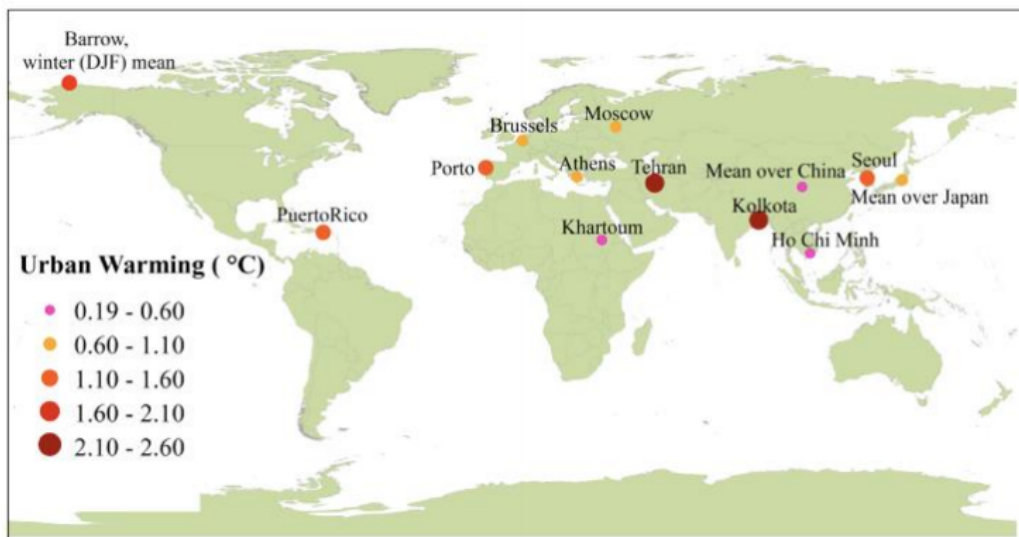 Barrow,
winter (DJF) mean
Moscow
Brussels
Porto
Athens
Tehran
Mean over China
Seoul
Mean over Japan
Kolkota
PuertoRico
Khartoum
Ho Chi Minh
Urban Warming ( °C)
0.19 - 0.60
0.60 - 1.10
1.10 - 1.60
1.60 - 2.10
2.10 - 2.60